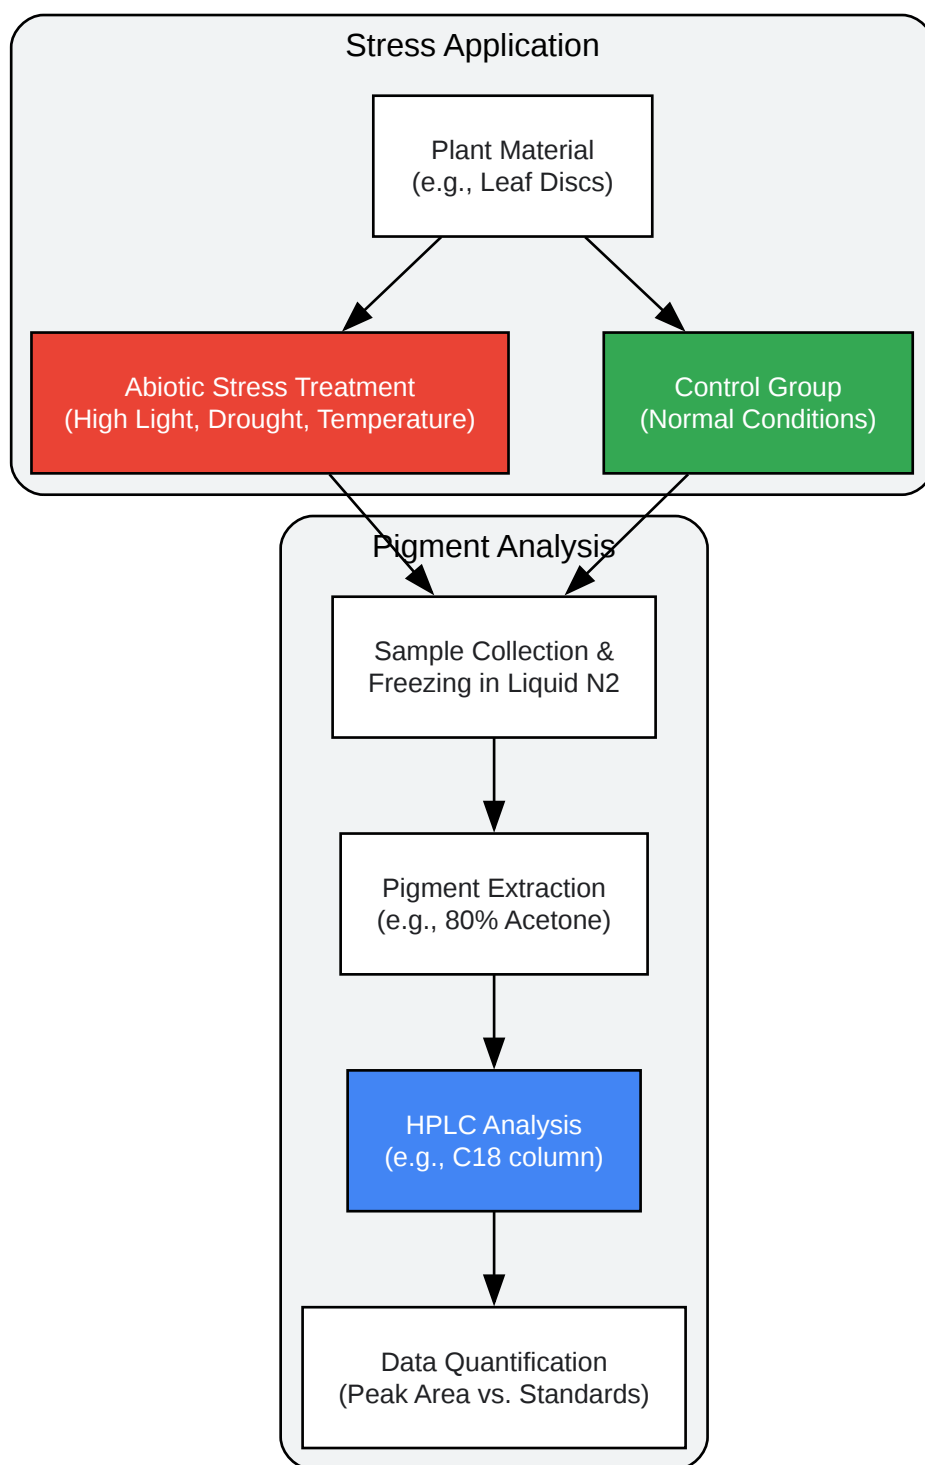 Stress Application
Plant Material
(e.g., Leaf Discs)
Abiotic Stress Treatment
(High Light, Drought, Temperature)
Control Group
(Normal Conditions)
Pigment Analysis
Sample Collection &
Freezing in Liquid N2
Pigment Extraction
(e.g., 80% Acetone)
HPLC Analysis
(e.g., C18 column)
Data Quantification
(Peak Area vs. Standards)